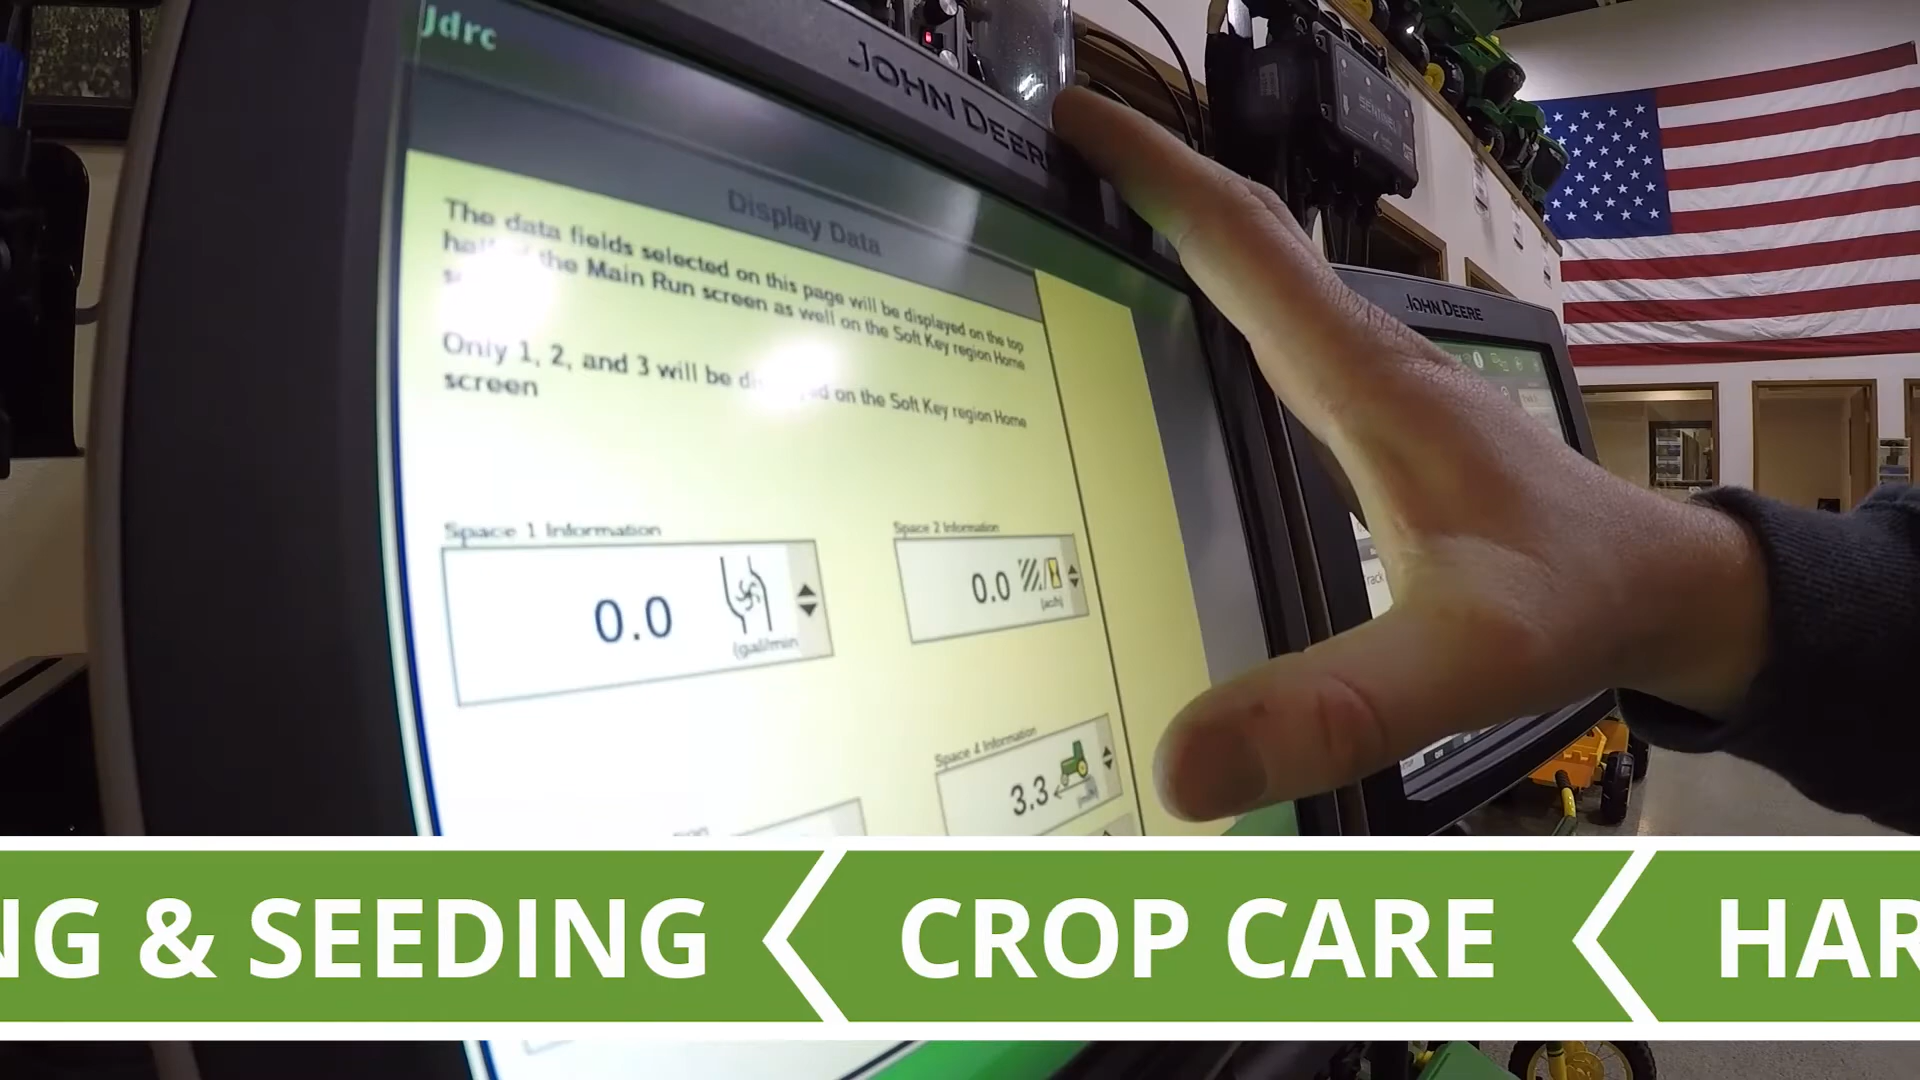 Jdrc
JOHN DEERE
Display Data
The data fields selected on this page will be displayed on the top
half of the Main Run screen as well on the Soft Key region Home
Only 1, 2, and 3 will be displayed on the Soft Key region Home
screen
Space 1 Information
0.0
(gal/min
Space 2 Information
0.0
(ac/h)
Space 4 Information
3.3
JOHN DEERE
NG & SEEDING
CROP CARE
HAR